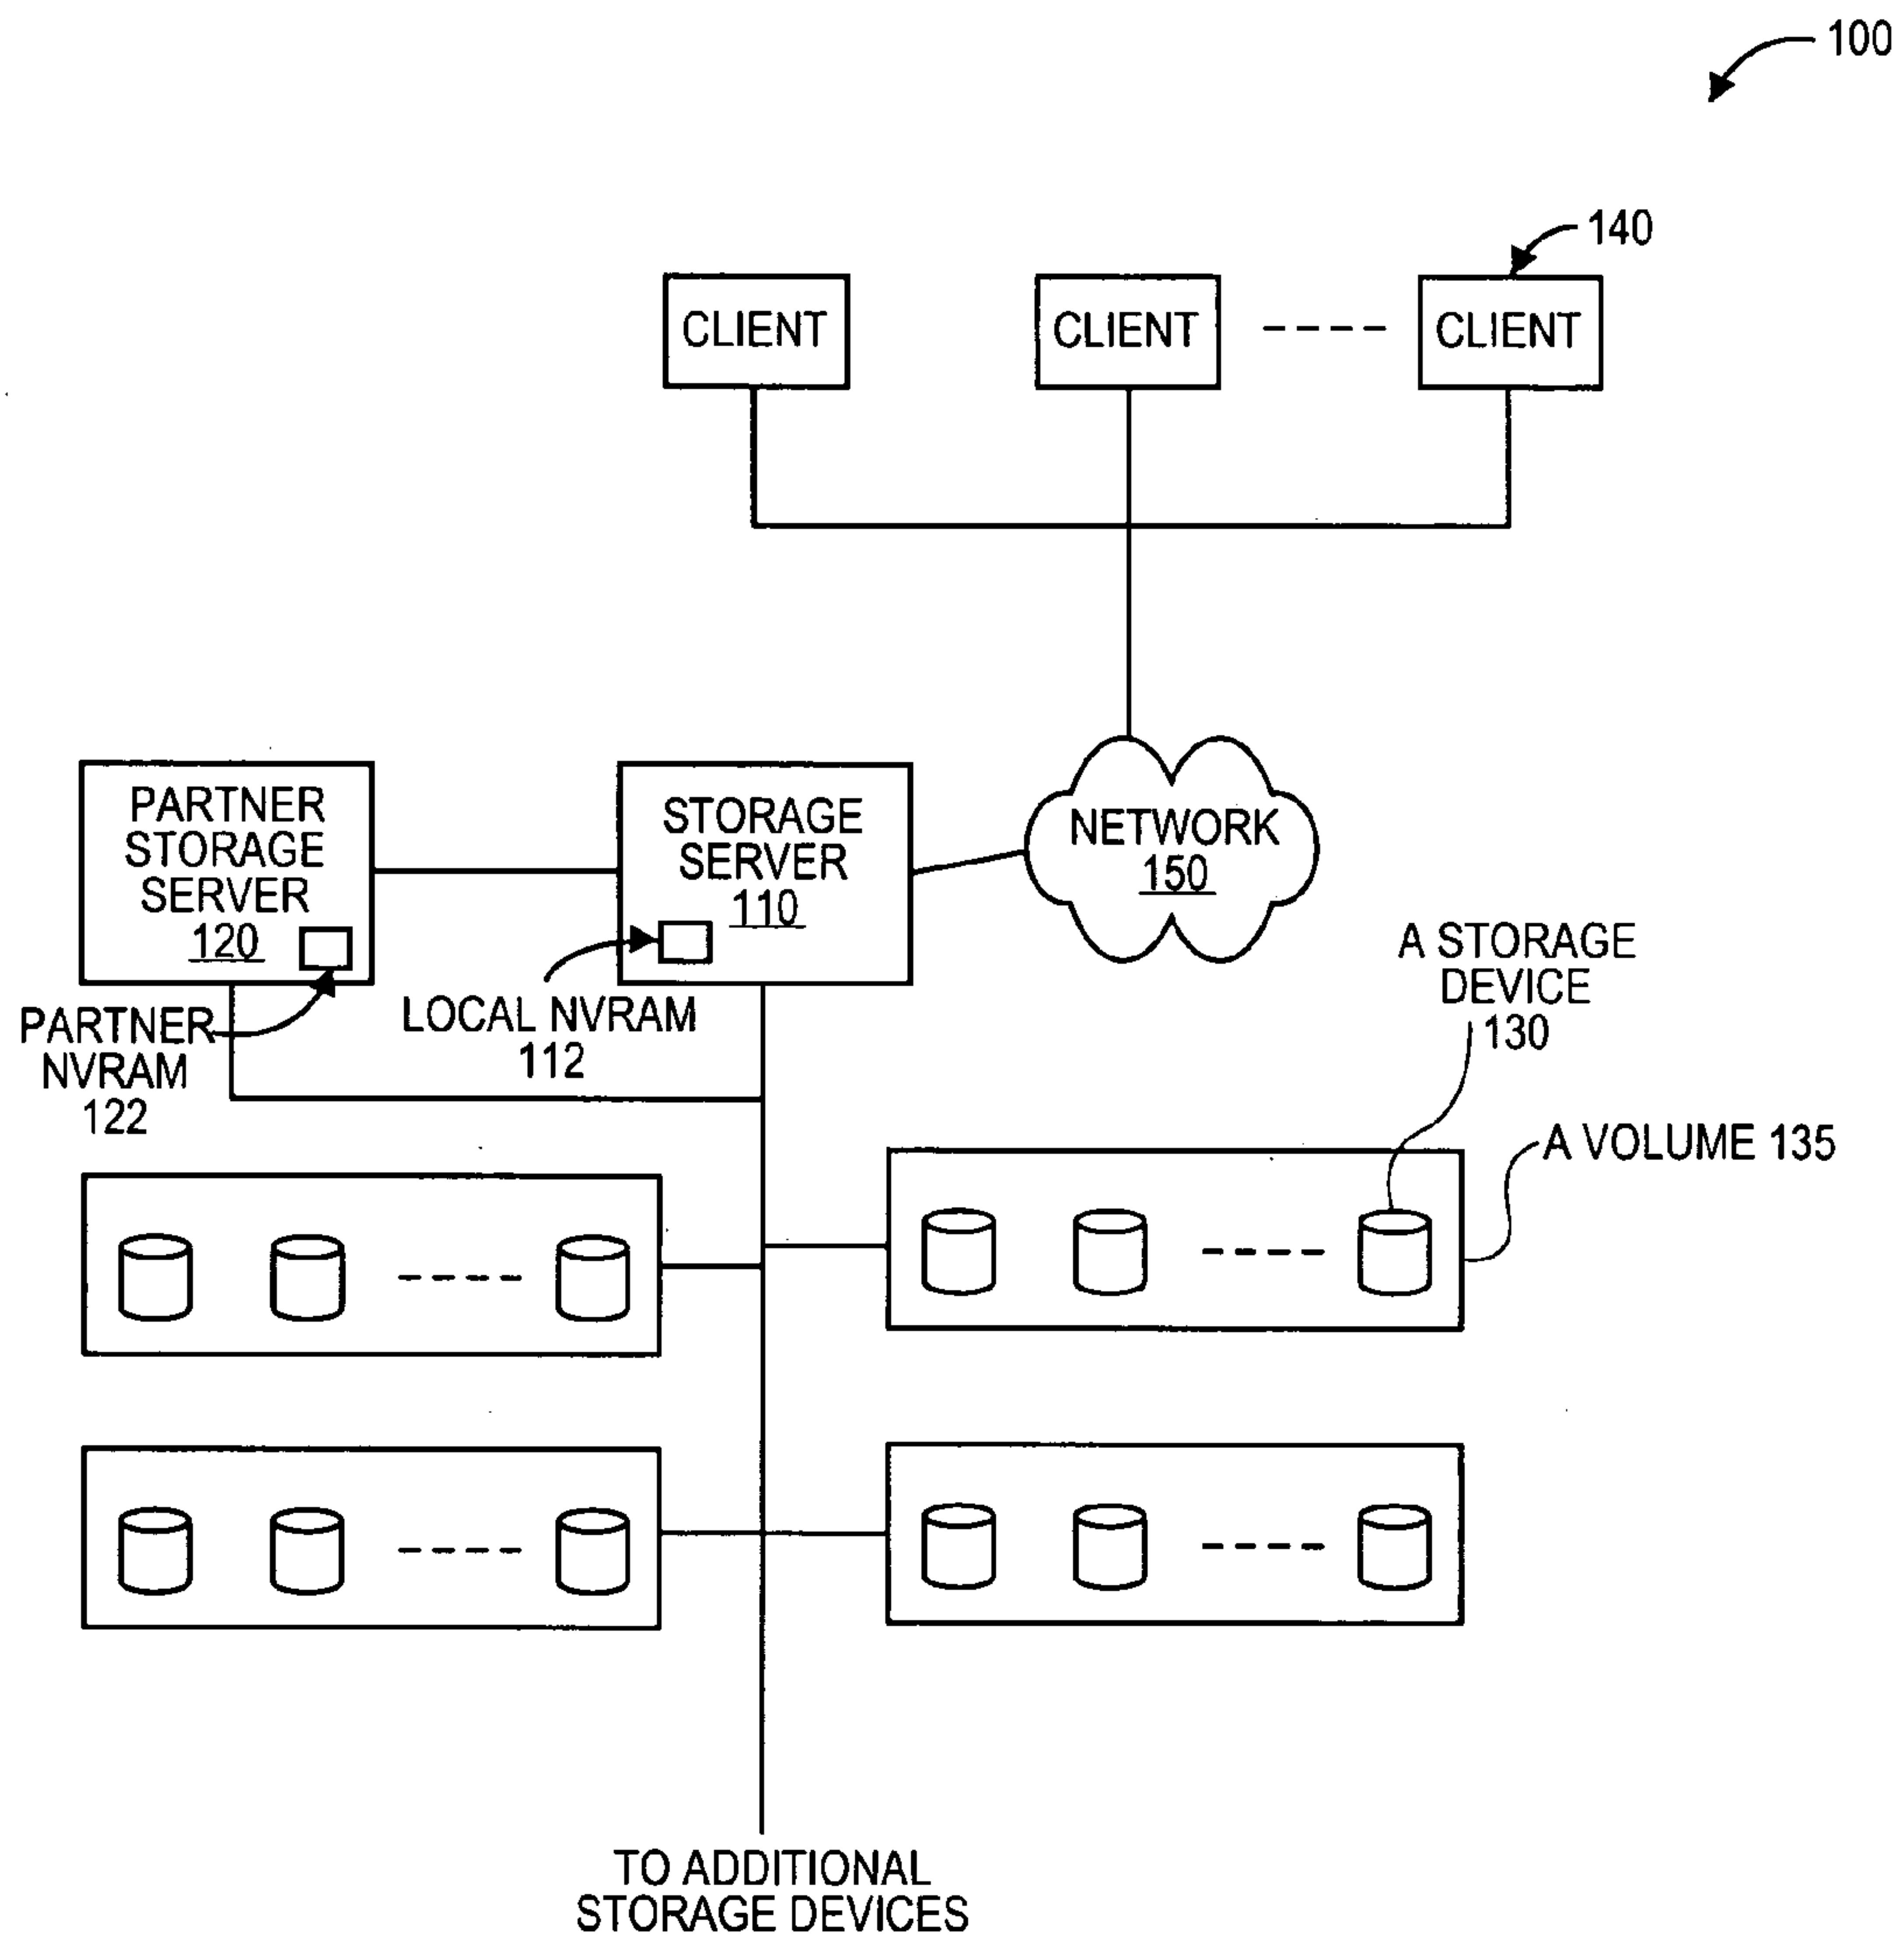 100
140
CLIENT
CLIENT
CLIENT
PARTNER
STORAGE
SERVER
120
STORAGE
SERVER
110
NETWORK
150
PARTNER
NVRAM
122
LOCAL NVRAM
112
A STORAGE
DEVICE
130
A VOLUME 135
TO ADDITIONAL
STORAGE DEVICES